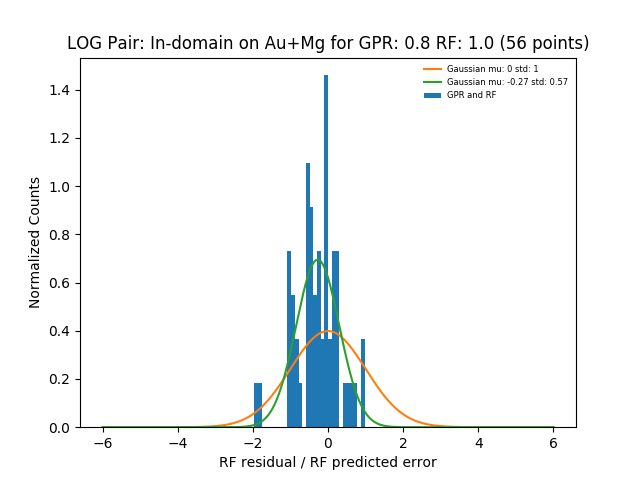 LOG Pair: In-domain on Au+Mg for GPR: 0.8 RF: 1.0 (56 points)
Gaussian mu: 0 std: 1
Gaussian mu: -0.27 std: 0.57
GPR and RF
Normalized Counts
1.4
1.2
1.0
0.8
0.6
0.4
0.2
0.0
−6 −4 −2 0 2 4 6
RF residual / RF predicted error